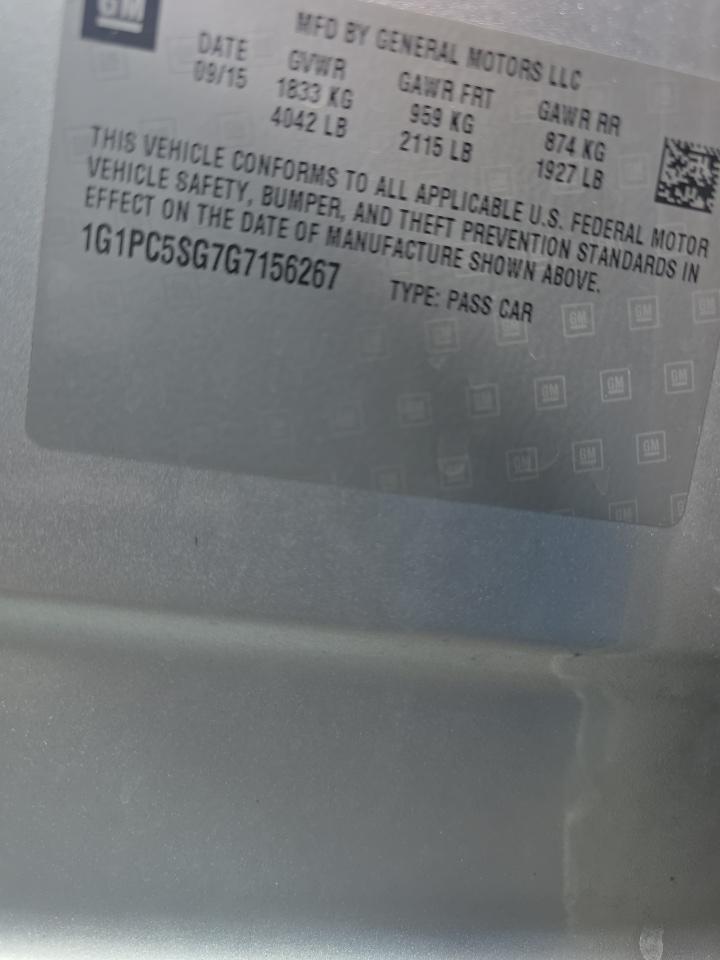 GM
MFD BY GENERAL MOTORS LLC
DATE GVWR GAWR FRT GAWR RR
09/15 1833 KG 959 KG 874 KG
4042 LB 2115 LB 1927 LB
THIS VEHICLE CONFORMS TO ALL APPLICABLE U.S. FEDERAL MOTOR
VEHICLE SAFETY, BUMPER, AND THEFT PREVENTION STANDARDS IN
EFFECT ON THE DATE OF MANUFACTURE SHOWN ABOVE.
1G1PC5SG7G7156267 TYPE: PASS CAR